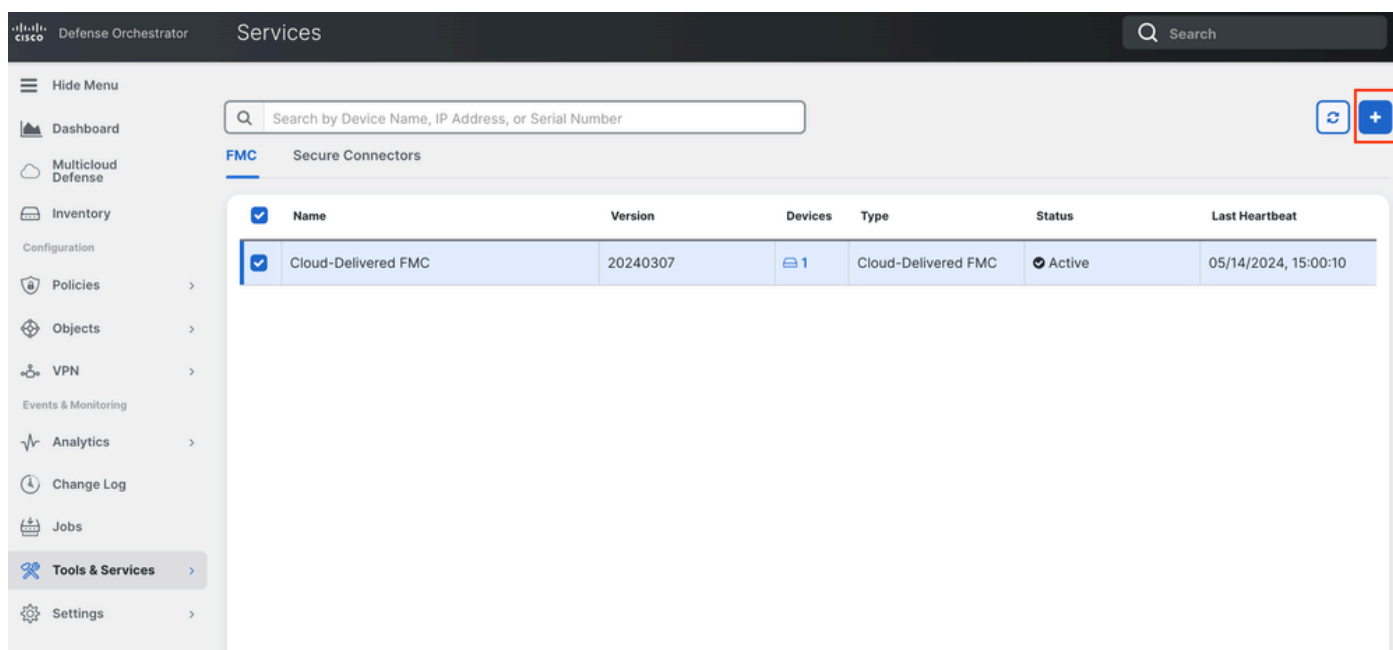 cisco Defense Orchestrator
Services
Search
Hide Menu
Dashboard
Multicloud
Defense
Inventory
Configuration
Policies
Objects
VPN
Events & Monitoring
Analytics
Change Log
Jobs
Tools & Services
Settings
Search by Device Name, IP Address, or Serial Number
+
FMC Secure Connectors
Name Version Devices Type Status Last Heartbeat
Cloud-Delivered FMC 20240307 1 Cloud-Delivered FMC Active 05/14/2024, 15:00:10